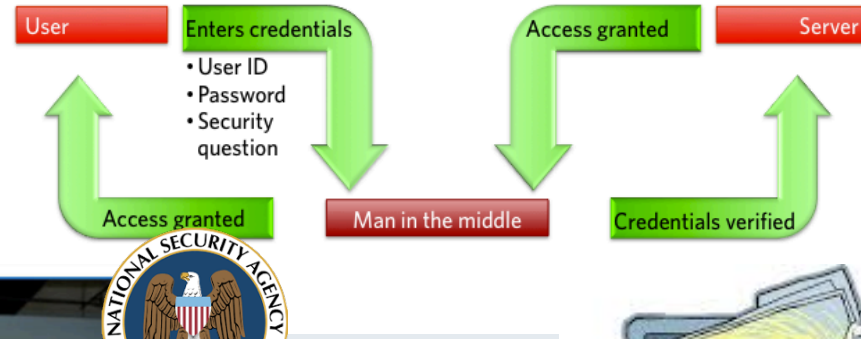 User
Enters credentials
Access granted
Server
• User ID
• Password
• Security
question
Access granted
Man in the middle
Credentials verified
NATIONAL SECURITY AGENCY